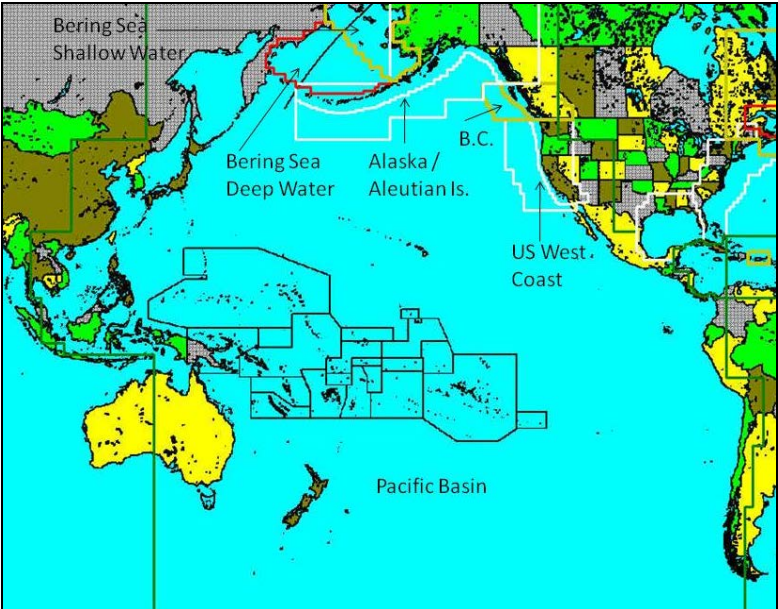 Bering Sea
Shallow Water
Bering Sea
Deep Water
Alaska /
Aleutian Is.
B.C.
US West
Coast
Pacific Basin